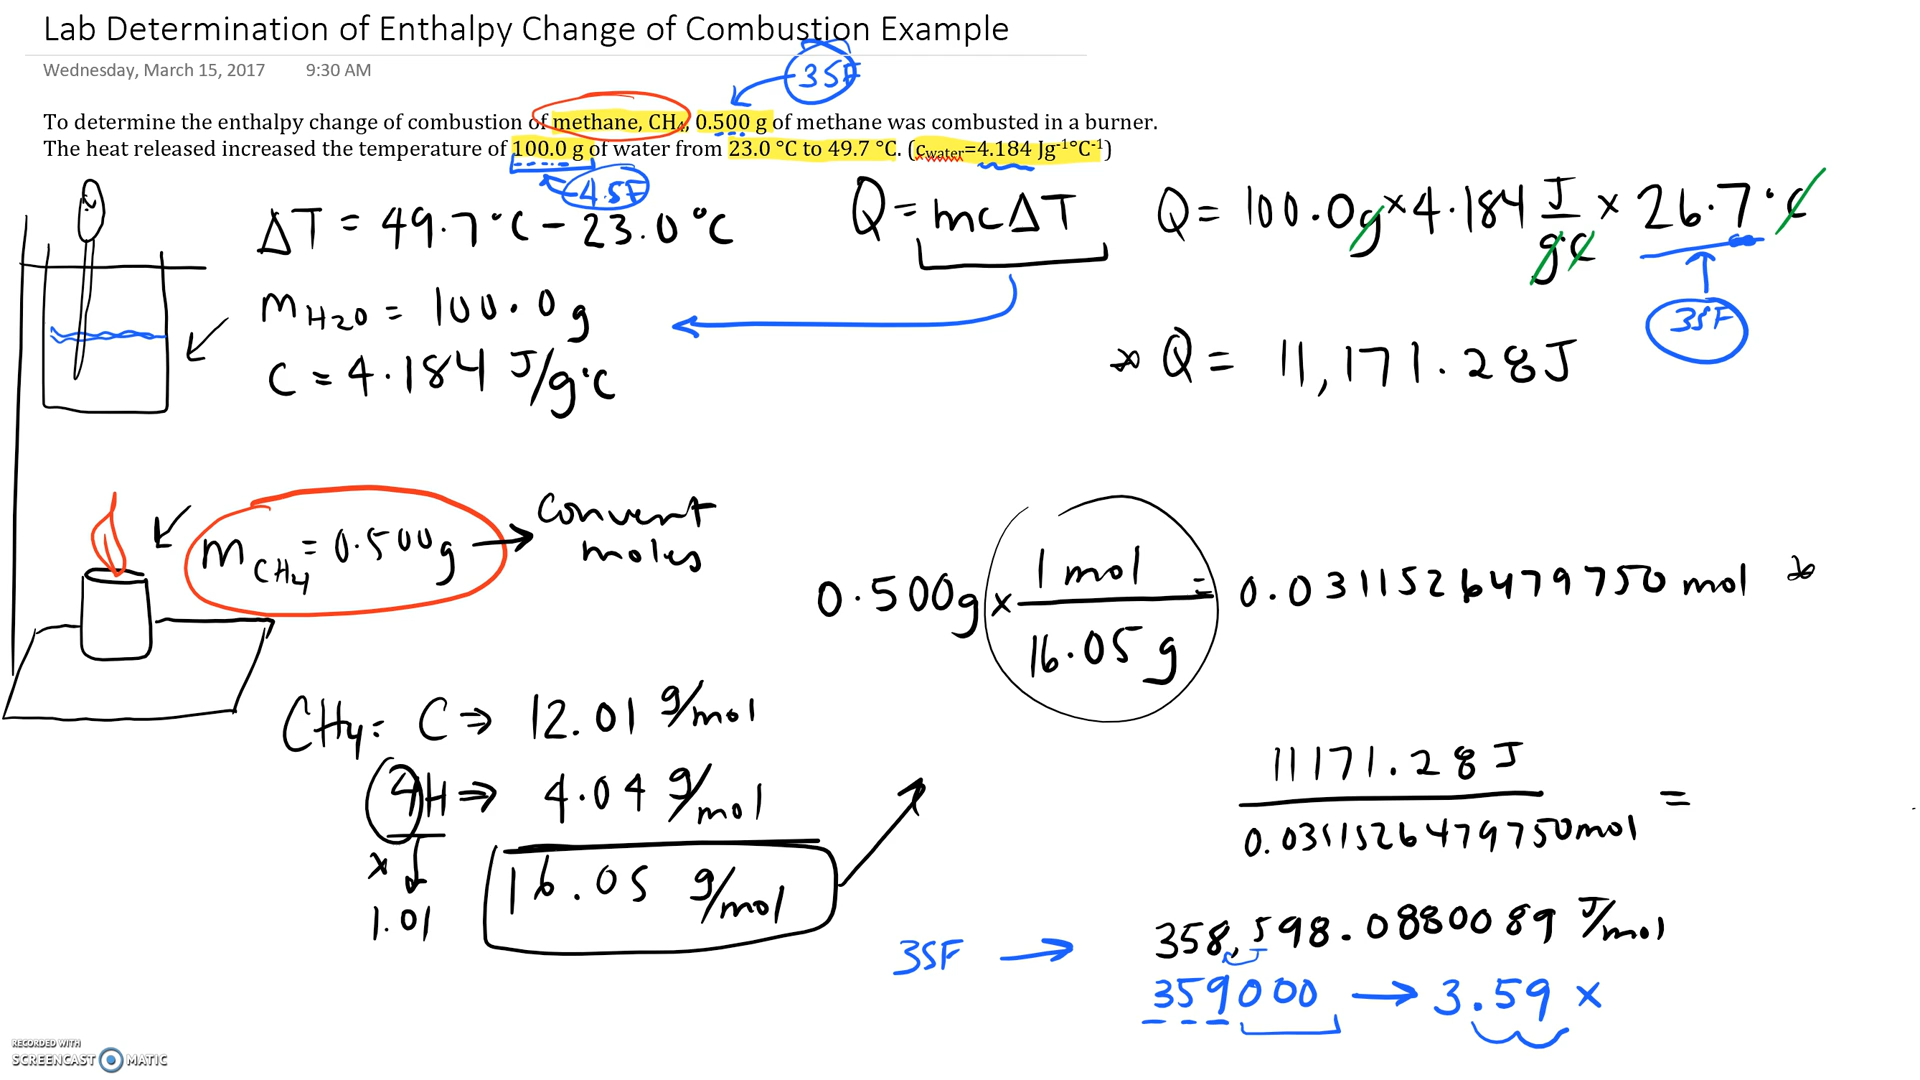 Lab Determination of Enthalpy Change of Combustion Example
Wednesday, March 15, 2017 9:30 AM
3SF
To determine the enthalpy change of combustion of methane, CH₄, 0.500 g of methane was combusted in a burner.
The heat released increased the temperature of 100.0 g of water from 23.0 °C to 49.7 °C. (c_water=4.184 Jg⁻¹°C⁻¹)
4SF
ΔT = 49.7°C - 23.0°C
m_H2O = 100.0g
C = 4.184 J/g°C
Q = mcΔT
Q = 100.0g × 4.184 J/g°C × 26.7°C
3SF
Q = 11,171.28J
m_CH4 = 0.500g → Convert
moles
0.500g × 1 mol / 16.05 g = 0.0311526479750 mol
CH4: C ⇒ 12.01 g/mol
4H ⇒ 4.04 g/mol
× 1.01
16.05 g/mol
11171.28 J / 0.0311526479750mol =
358,598.0880089 J/mol
3SF → 359000 → 3.59 ×
RECORDED WITH
SCREENCAST MATIC